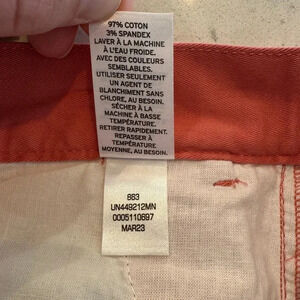 97% COTON
3% SPANDEX
LAVER À LA MACHINE
À L'EAU FROIDE,
AVEC DES COULEURS
SEMBLABLES.
UTILISER SEULEMENT
UN AGENT DE
BLANCHIMENT SANS
CHLORE, AU BESOIN.
SÉCHER À LA
MACHINE À BASSE
TEMPÉRATURE.
RETIRER RAPIDEMENT.
REPASSER À
TEMPÉRATURE
MOYENNE, AU BESOIN.
883
UN449212MN
0005110697
MAR23